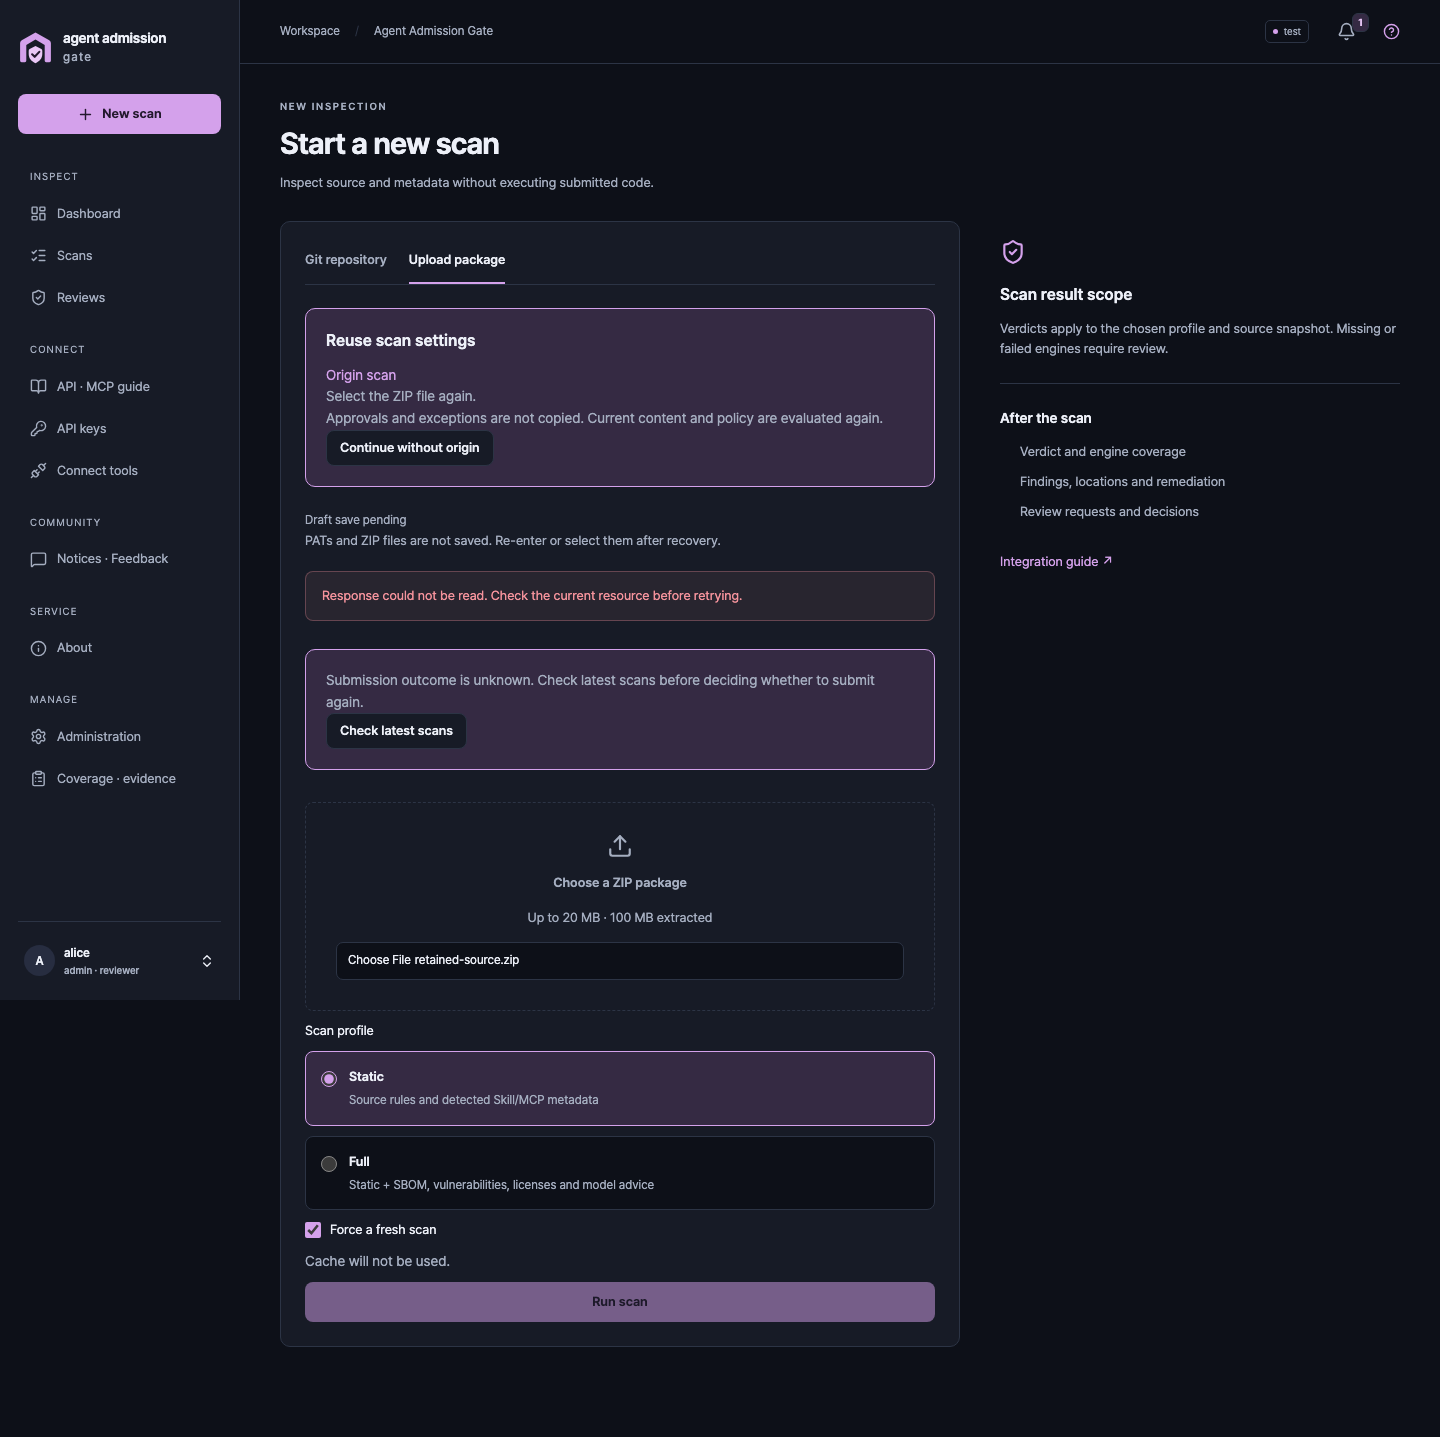 agent admission
gate
New scan
INSPECT
Dashboard
Scans
Reviews
CONNECT
API · MCP guide
API keys
Connect tools
COMMUNITY
Notices · Feedback
SERVICE
About
MANAGE
Administration
Coverage · evidence
A
alice
admin · reviewer
Workspace / Agent Admission Gate
test
1
NEW INSPECTION
Start a new scan
Inspect source and metadata without executing submitted code.
Git repository
Upload package
Reuse scan settings
Origin scan
Select the ZIP file again.
Approvals and exceptions are not copied. Current content and policy are evaluated again.
Continue without origin
Draft save pending
PATs and ZIP files are not saved. Re-enter or select them after recovery.
Response could not be read. Check the current resource before retrying.
Submission outcome is unknown. Check latest scans before deciding whether to submit
again.
Check latest scans
Choose a ZIP package
Up to 20 MB · 100 MB extracted
Choose File retained-source.zip
Scan profile
Static
Source rules and detected Skill/MCP metadata
Full
Static + SBOM, vulnerabilities, licenses and model advice
Force a fresh scan
Cache will not be used.
Run scan
Scan result scope
Verdicts apply to the chosen profile and source snapshot. Missing or
failed engines require review.
After the scan
Verdict and engine coverage
Findings, locations and remediation
Review requests and decisions
Integration guide ↗